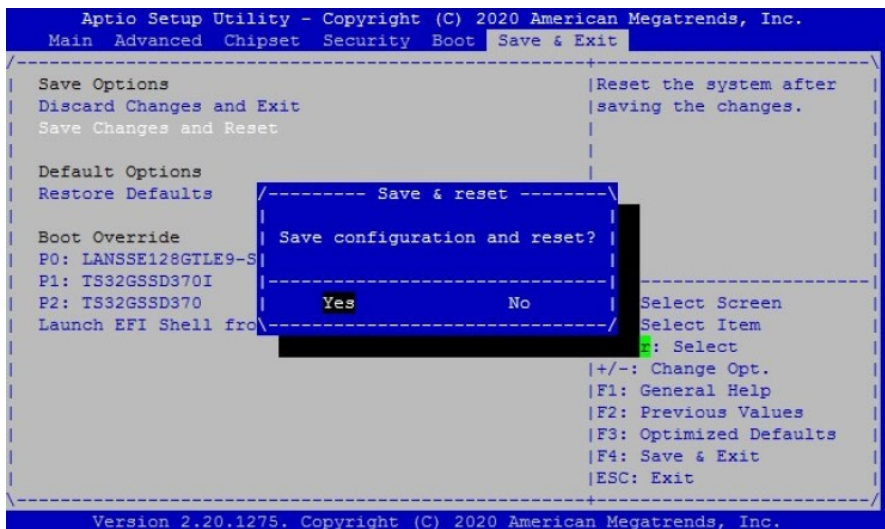 Aptio Setup Utility - Copyright (C) 2020 American Megatrends, Inc.
Main Advanced Chipset Security Boot Save & Exit
Save Options
Discard Changes and Exit
Save Changes and Reset
Default Options
Restore Defaults
Boot Override
P0: LANSSE128GTLE9-S
P1: TS32GSSD370I
P2: TS32GSSD370
Launch EFI Shell fro
Save & reset
Save configuration and reset?
Yes No
Reset the system after
saving the changes.
Select Screen
Select Item
r: Select
+/-: Change Opt.
F1: General Help
F2: Previous Values
F3: Optimized Defaults
F4: Save & Exit
ESC: Exit
Version 2.20.1275. Copyright (C) 2020 American Megatrends, Inc.